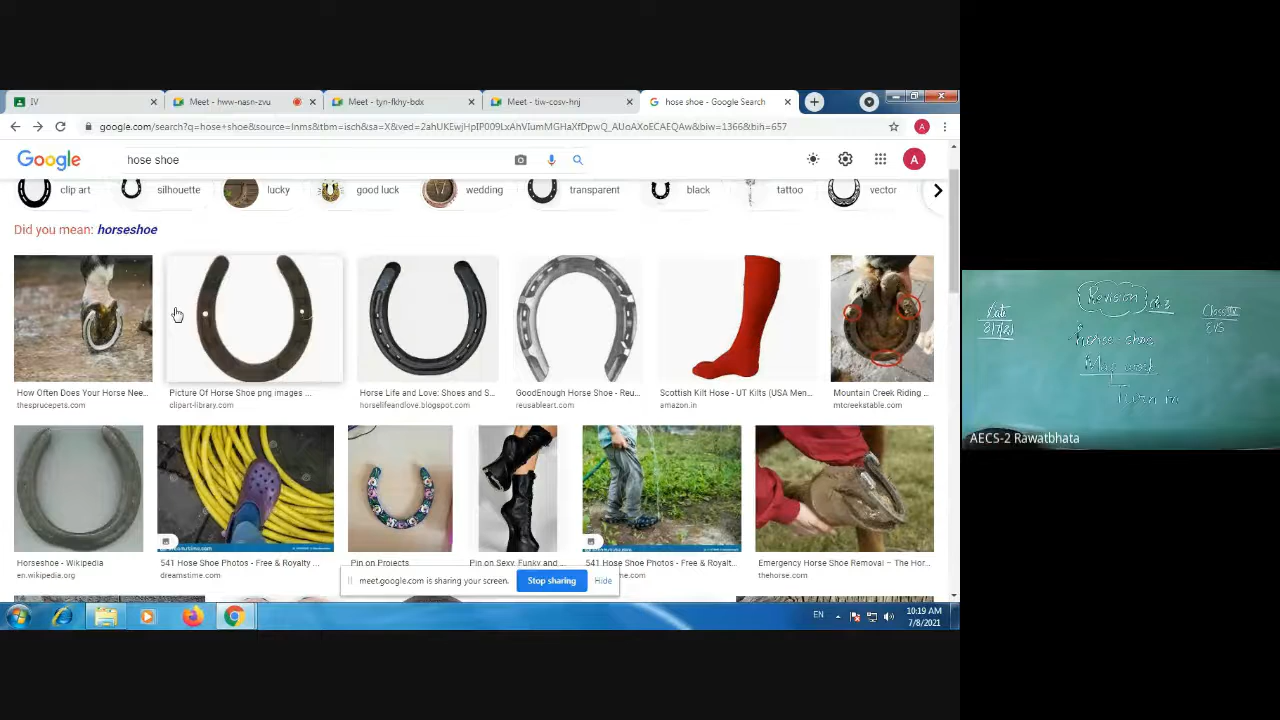 IV
Meet - hww-nasn-zvu
Meet - tyn-fkhy-bdx
Meet - tiw-cosv-hnj
hose shoe - Google Search
google.com/search?q=hose+shoe&source=lnms&tbm=isch&sa=X&ved=2ahUKEwjHpIP009LxAhVIumMGHaXfDpwQ_AUoAXoECAEQAw&biw=1366&bih=657
A
Google
hose shoe
A
clip art
silhouette
lucky
good luck
wedding
transparent
black
tattoo
vector
Did you mean: horseshoe
How Often Does Your Horse Nee...
thesprucepets.com
Picture Of Horse Shoe png images ...
clipart-library.com
Horse Life and Love: Shoes and S...
horselifeandlove.blogspot.com
GoodEnough Horse Shoe - Reu...
reusableart.com
Scottish Kilt Hose - UT Kilts (USA Men...
amazon.in
Mountain Creek Riding ...
mtcreekstable.com
Horseshoe - Wikipedia
en.wikipedia.org
541 Hose Shoe Photos - Free & Royalty ...
dreamstime.com
Pin on Projects
Pin on Sexy, Funky and ...
541 Hose Shoe Photos - Free & Royalt...
me.com
Emergency Horse Shoe Removal – The Hor...
thehorse.com
meet.google.com is sharing your screen.
Stop sharing
Hide
EN
10:19 AM
7/8/2021
Revision
horse-shoe
EVS
AECS-2 Rawatbhata